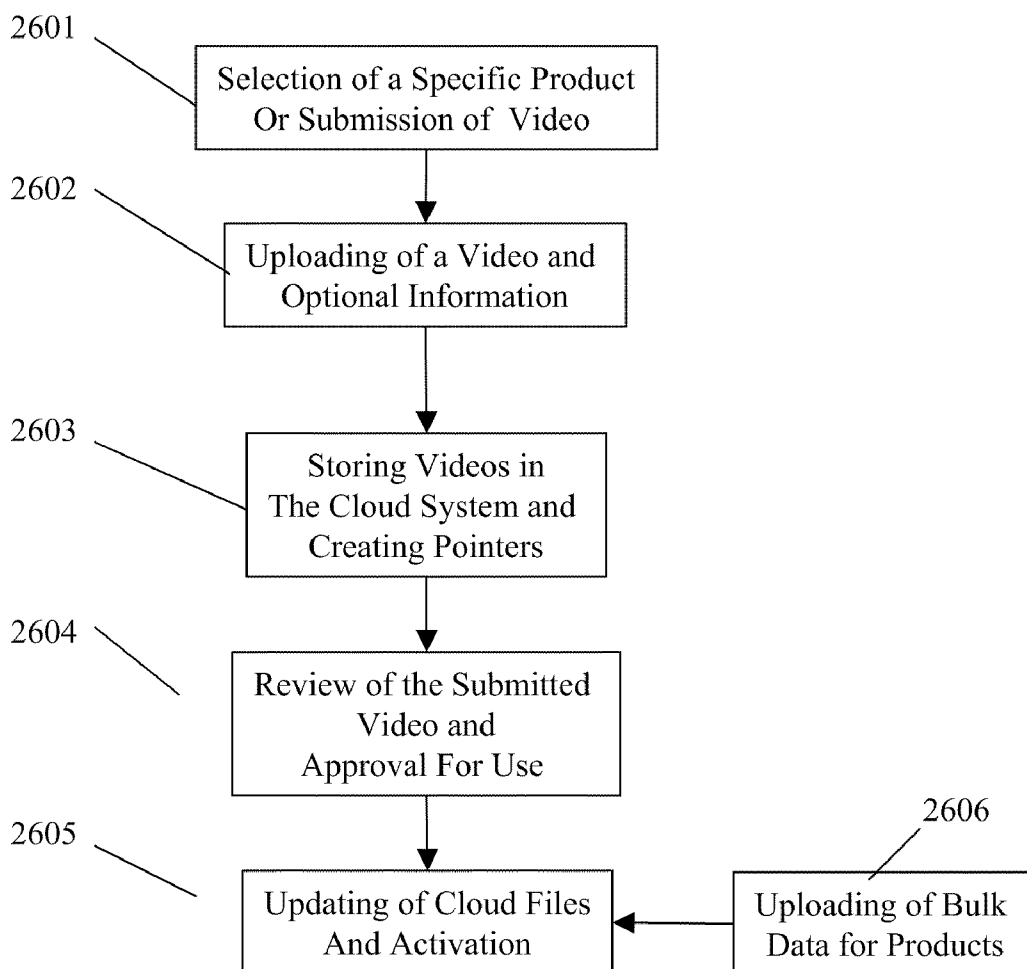 2601
Selection of a Specific Product
Or Submission of Video
2602
Uploading of a Video and
Optional Information
2603
Storing Videos in
The Cloud System and
Creating Pointers
2604
Review of the Submitted
Video and
Approval For Use
2605
Updating of Cloud Files
And Activation
2606
Uploading of Bulk
Data for Products